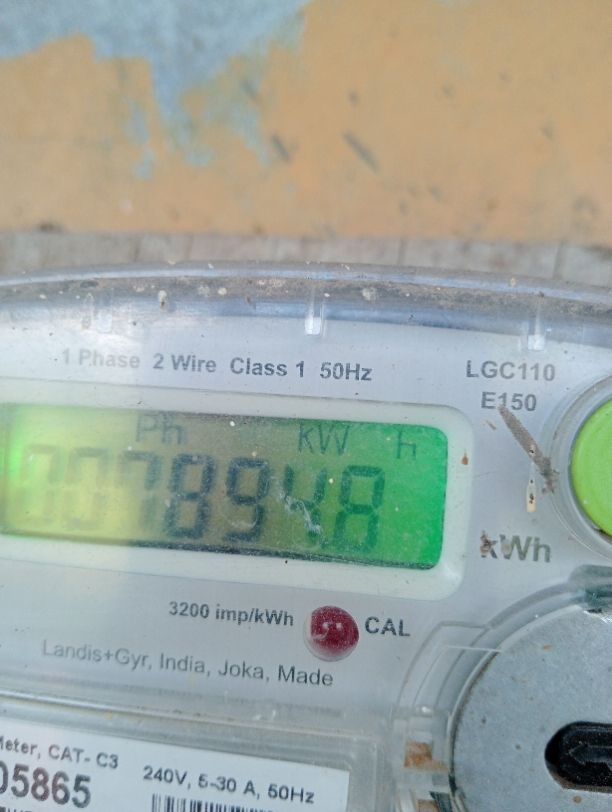 1 Phase 2 Wire Class 1 50Hz
LGC110
E150
Ph kW h
0078948
kWh
3200 imp/kWh
CAL
Landis+Gyr, India, Joka, Made
Meter, CAT- C3
05865
240V, 5-30 A, 50Hz